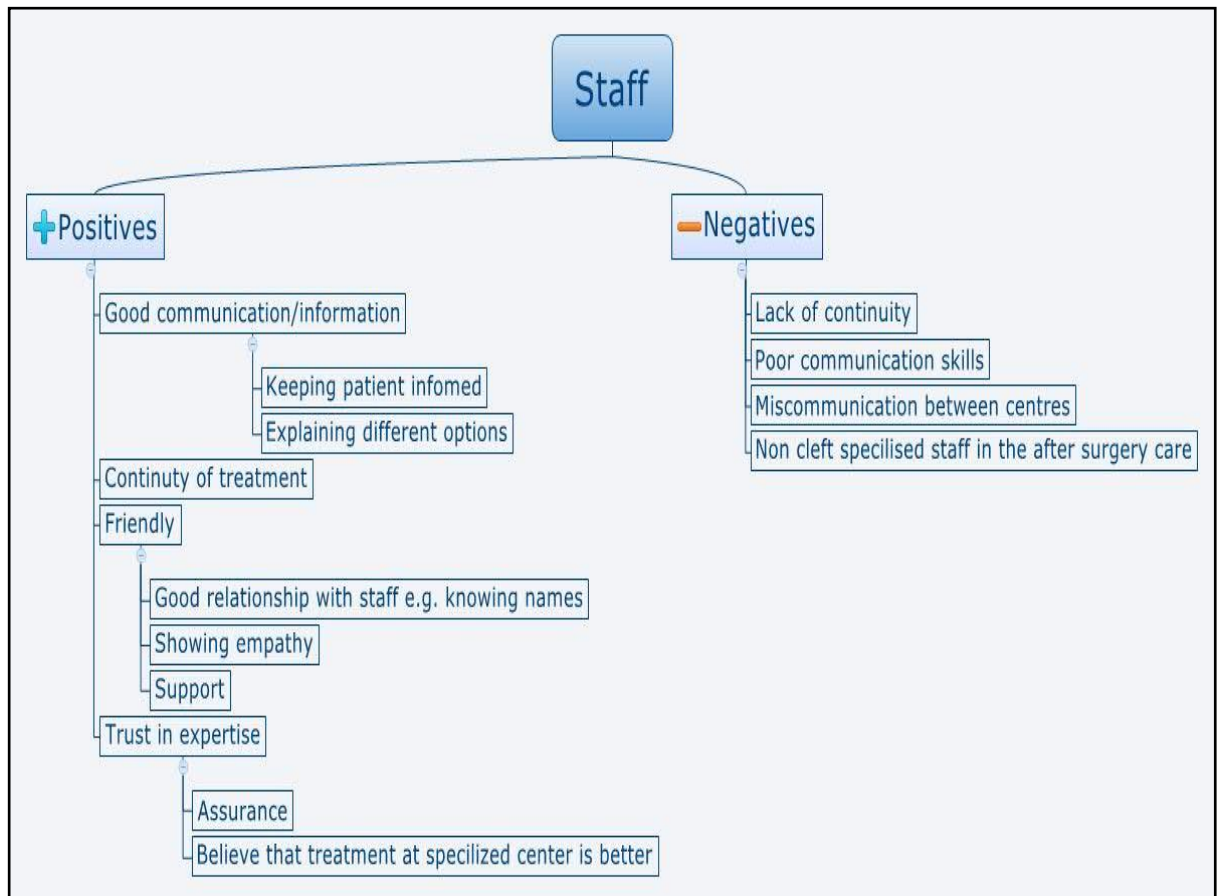 Staff
Positives
Good communication/information
Keeping patient infomed
Explaining different options
Continuty of treatment
Friendly
Good relationship with staff e.g. knowing names
Showing empathy
Support
Trust in expertise
Assurance
Believe that treatment at specilized center is better
Negatives
Lack of continuity
Poor communication skills
Miscommunication between centres
Non cleft specilised staff in the after surgery care